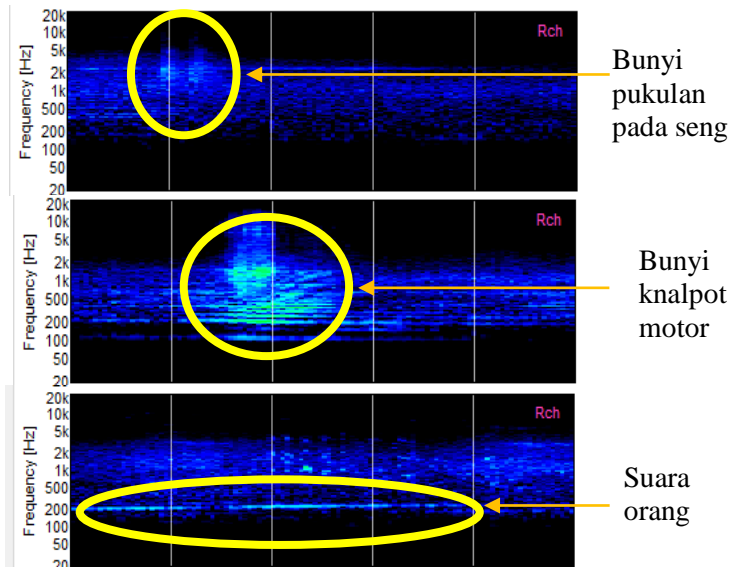 20k
10k
5k
2k
1k
500
200
100
50
20
Frequency [Hz]
Rch
Bunyi
pukulan
pada seng
20k
10k
5k
2k
1k
500
200
100
50
20
Frequency [Hz]
Rch
Bunyi
knalpot
motor
20k
10k
5k
2k
1k
500
200
100
50
20
Frequency [Hz]
Rch
Suara
orang